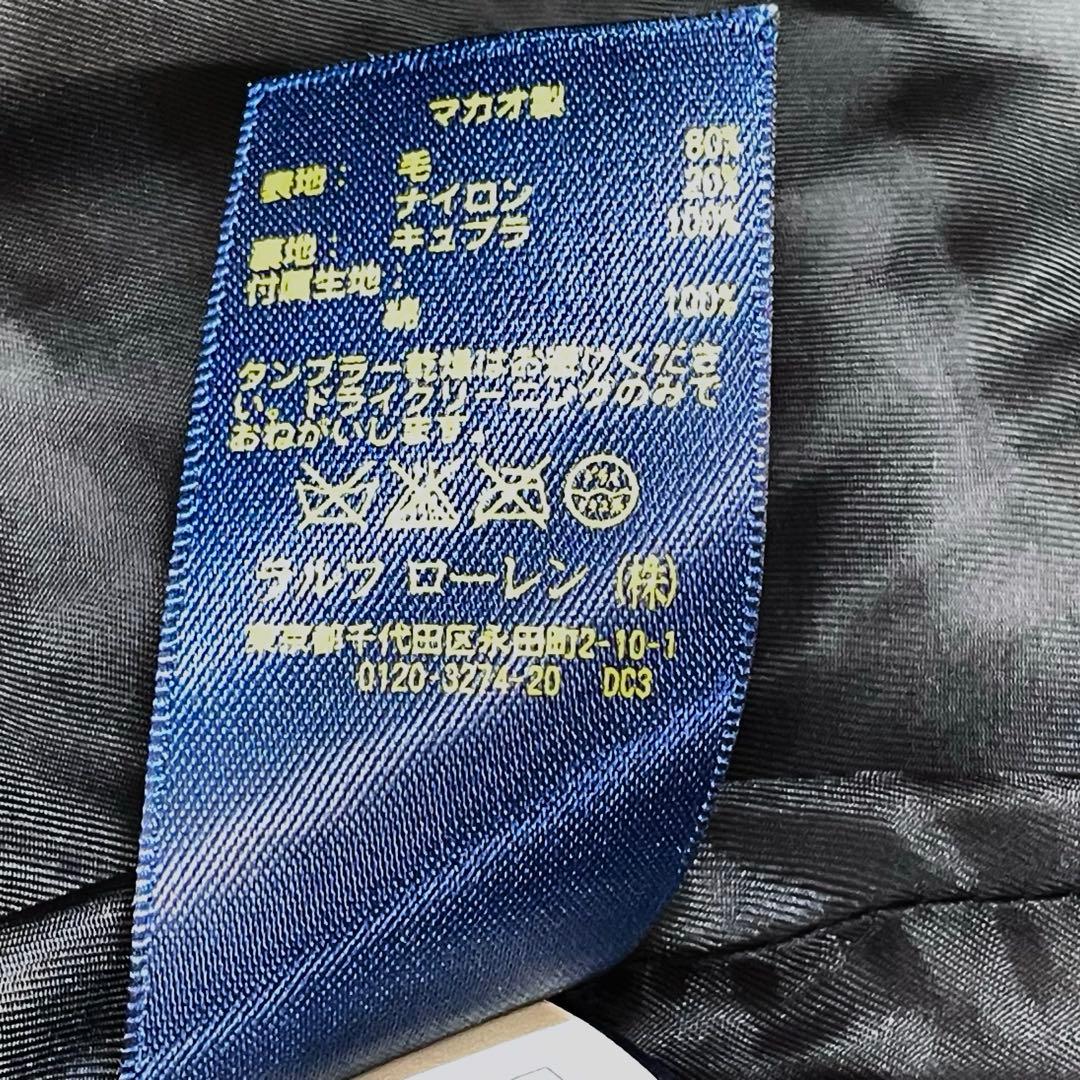 マカオ製
表地: 毛 80%
ナイロン 20%
裏地: キュプラ 100%
付属生地:
綿 100%
タンブラー乾燥はお避けくださ
い。ドライクリーニングのみで
おねがいします。
ラルフ ローレン (株)
東京都千代田区永田町2-10-1
0120-3274-20 DC3